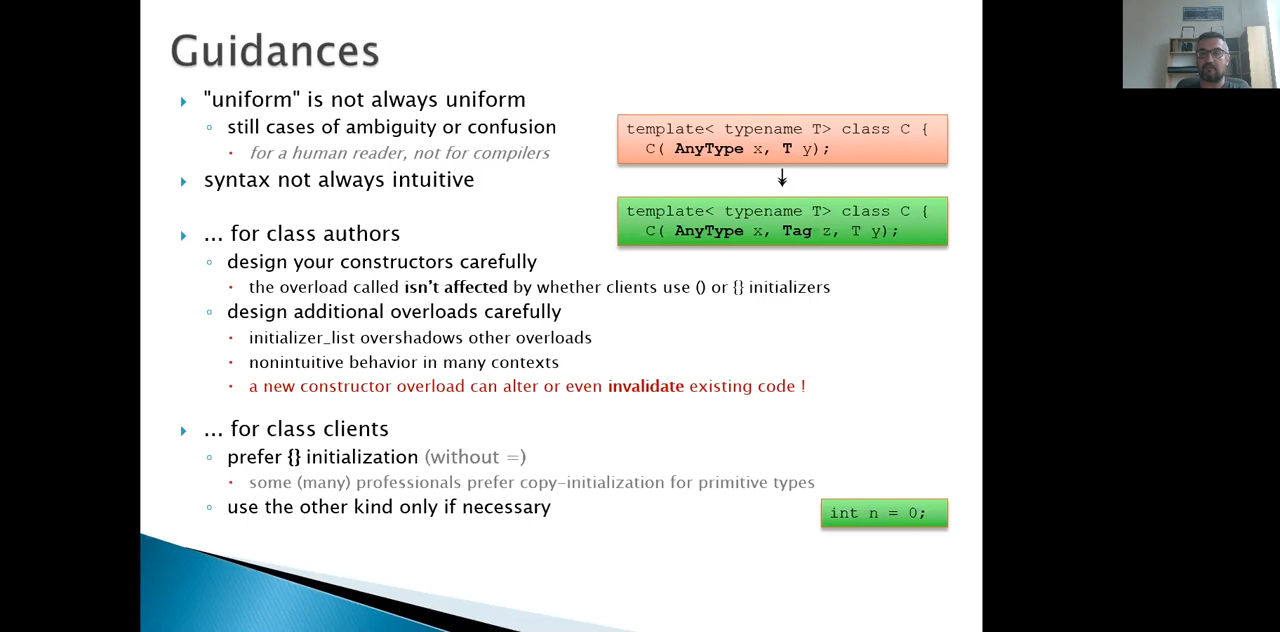 Guidances
"uniform" is not always uniform
still cases of ambiguity or confusion
for a human reader, not for compilers
syntax not always intuitive
template< typename T> class C {
C( AnyType x, T y);
template< typename T> class C {
C( AnyType x, Tag z, T y);
... for class authors
design your constructors carefully
the overload called isn't affected by whether clients use () or {} initializers
design additional overloads carefully
initializer_list overshadows other overloads
nonintuitive behavior in many contexts
a new constructor overload can alter or even invalidate existing code !
... for class clients
prefer {} initialization (without =)
some (many) professionals prefer copy-initialization for primitive types
use the other kind only if necessary
int n = 0;